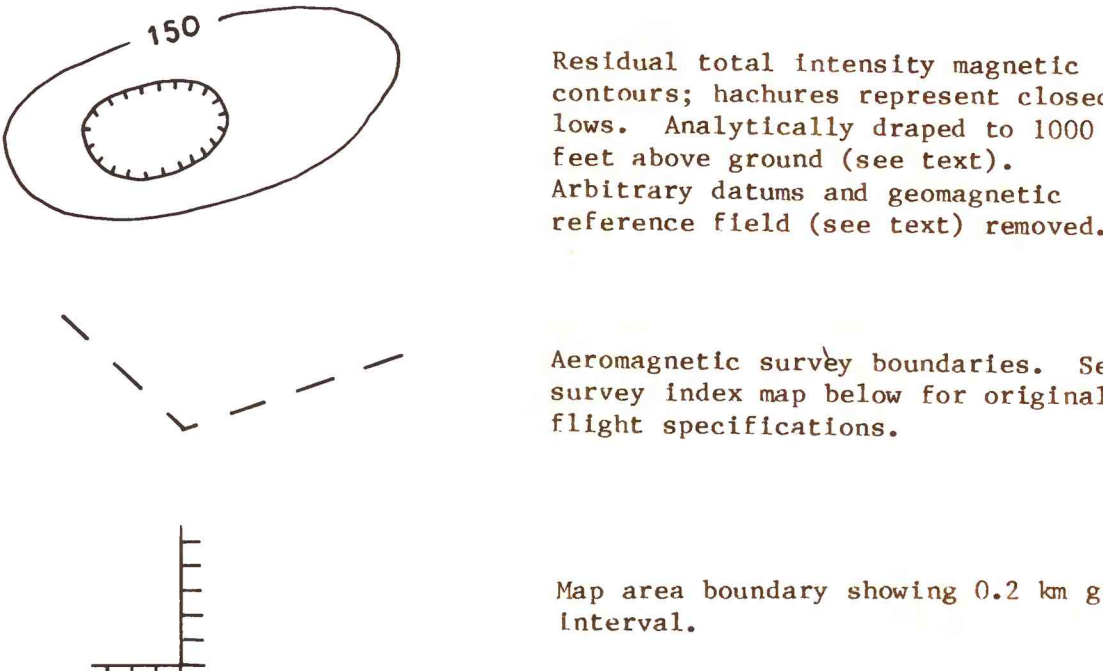 150
Residual total intensity magnetic
contours; hachures represent closed
lows. Analytically draped to 1000
feet above ground (see text).
Arbitrary datums and geomagnetic
reference field (see text) removed.
Aeromagnetic survey boundaries. Se
survey index map below for original
flight specifications.
Map area boundary showing 0.2 km g
interval.